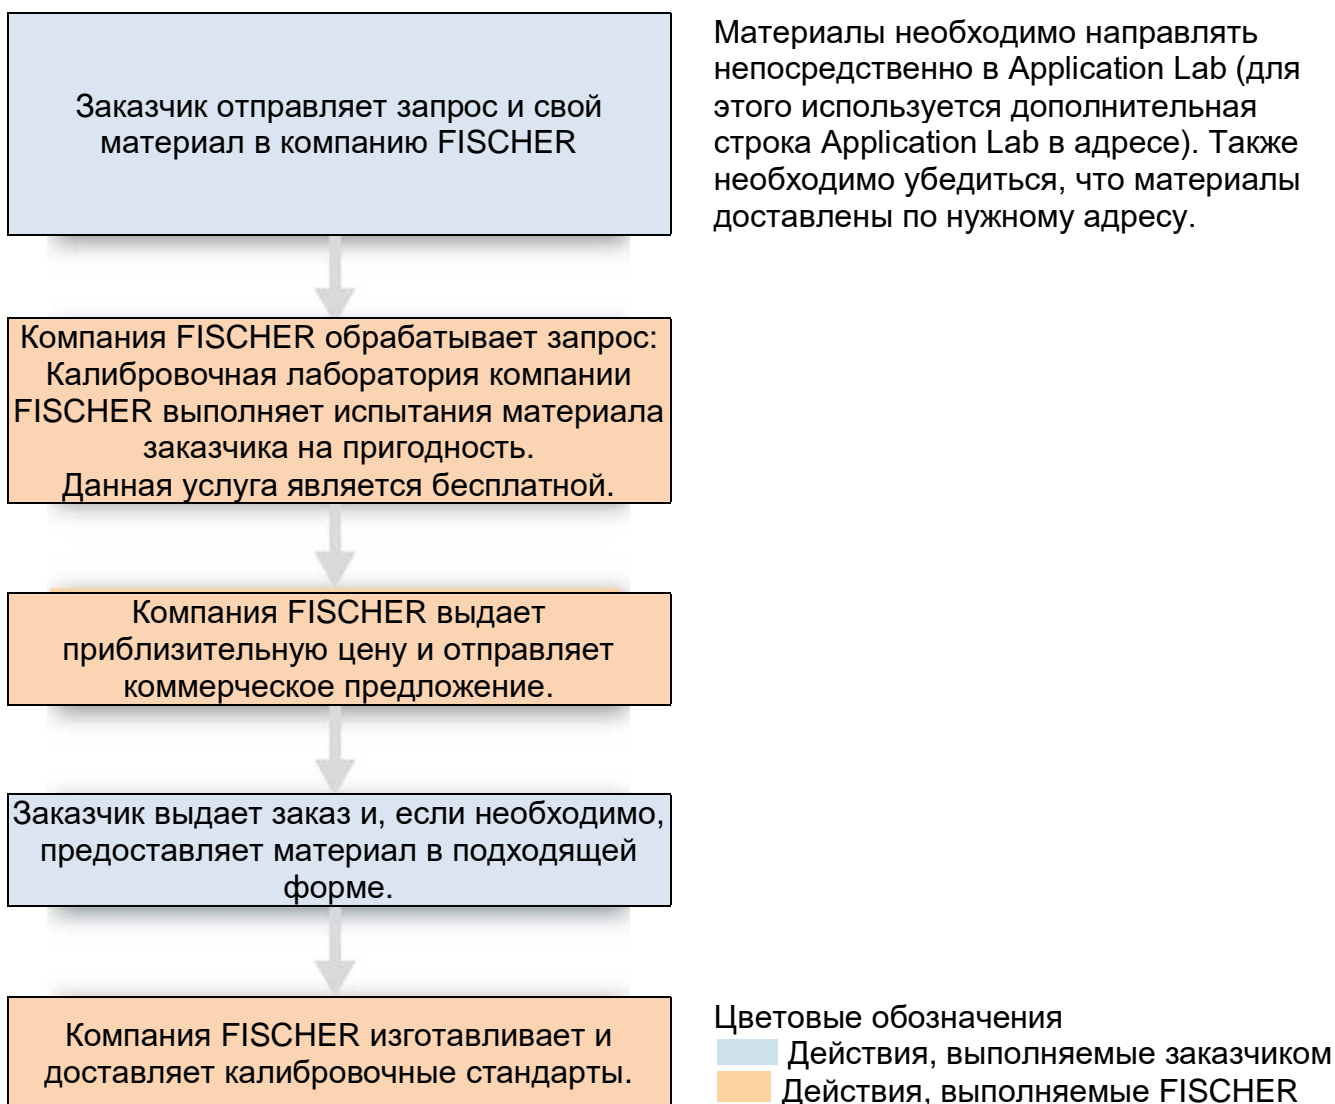 Заказчик отправляет запрос и свой
материал в компанию FISCHER
Материалы необходимо направлять
непосредственно в Application Lab (для
этого используется дополнительная
строка Application Lab в адресе). Также
необходимо убедиться, что материалы
доставлены по нужному адресу.
Компания FISCHER обрабатывает запрос:
Калибровочная лаборатория компании
FISCHER выполняет испытания материала
заказчика на пригодность.
Данная услуга является бесплатной.
Компания FISCHER выдает
приблизительную цену и отправляет
коммерческое предложение.
Заказчик выдает заказ и, если необходимо,
предоставляет материал в подходящей
форме.
Компания FISCHER изготавливает и
доставляет калибровочные стандарты.
Цветовые обозначения
Действия, выполняемые заказчиком
Действия, выполняемые FISCHER